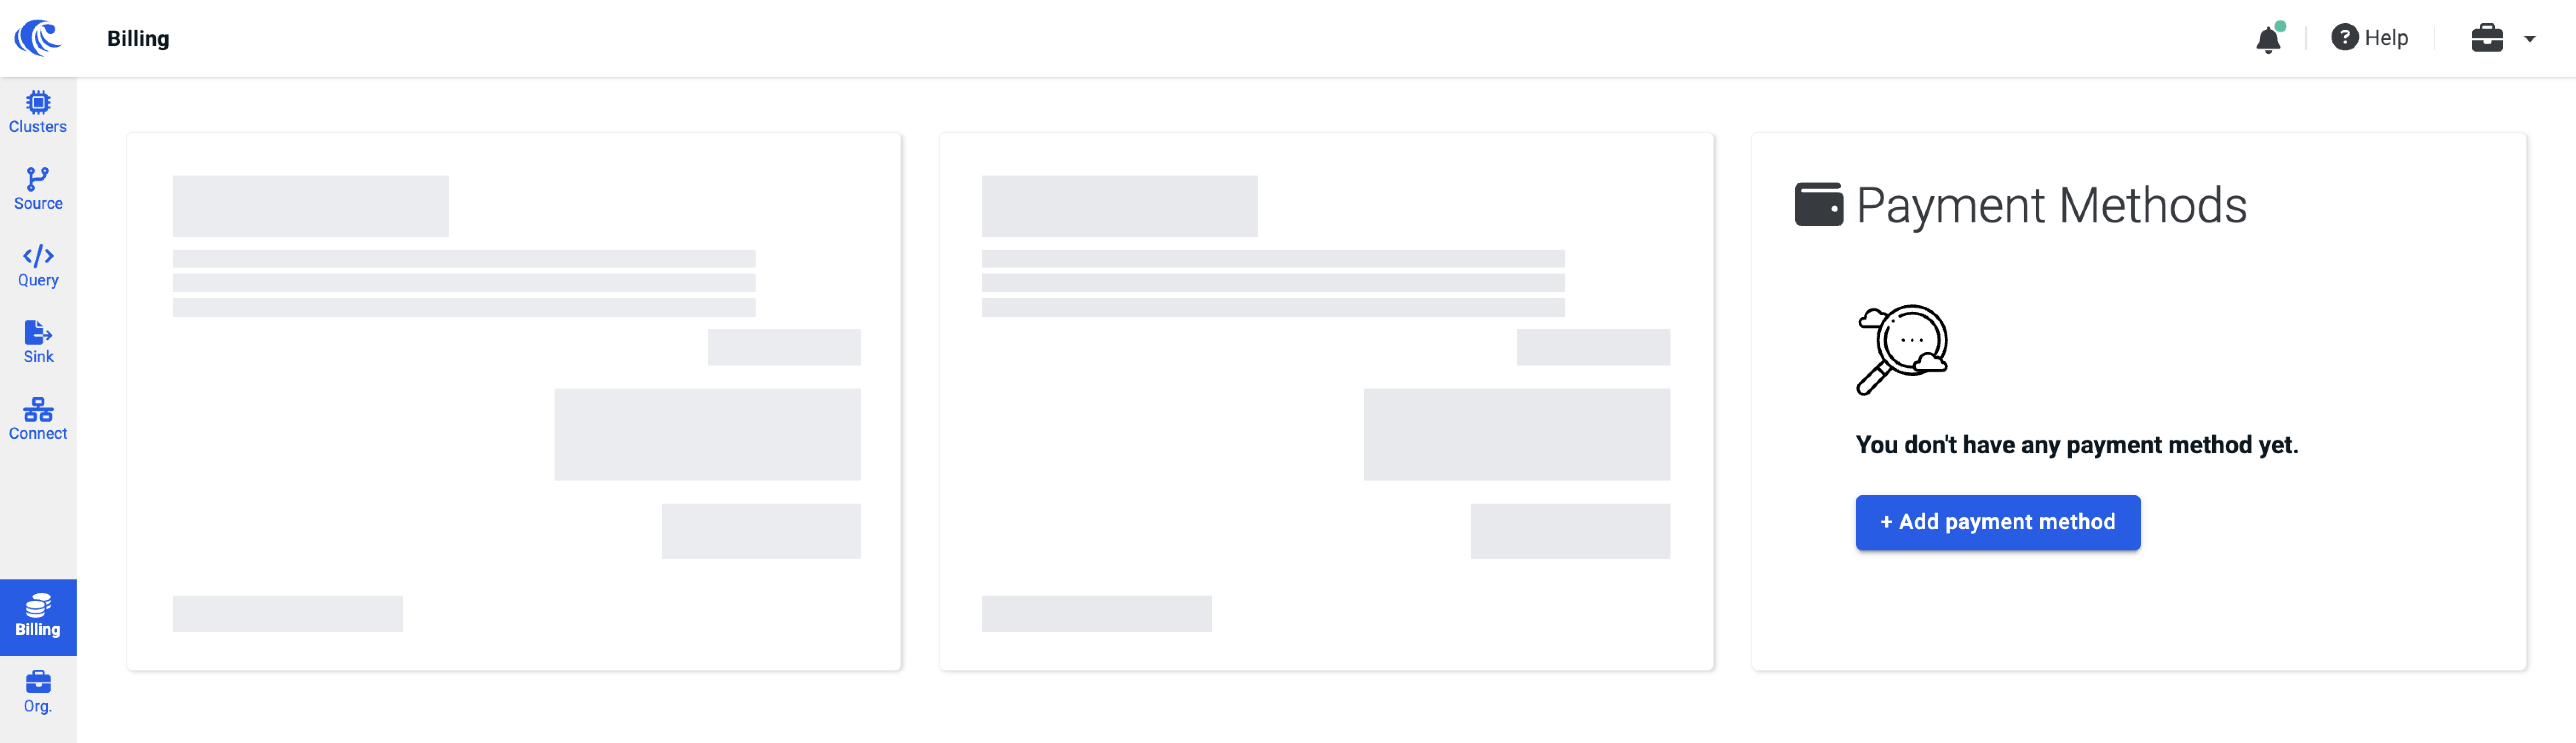 Billing
Help
Clusters
Source
Query
Sink
Connect
Billing
Org.
Payment Methods
You don't have any payment method yet.
+ Add payment method